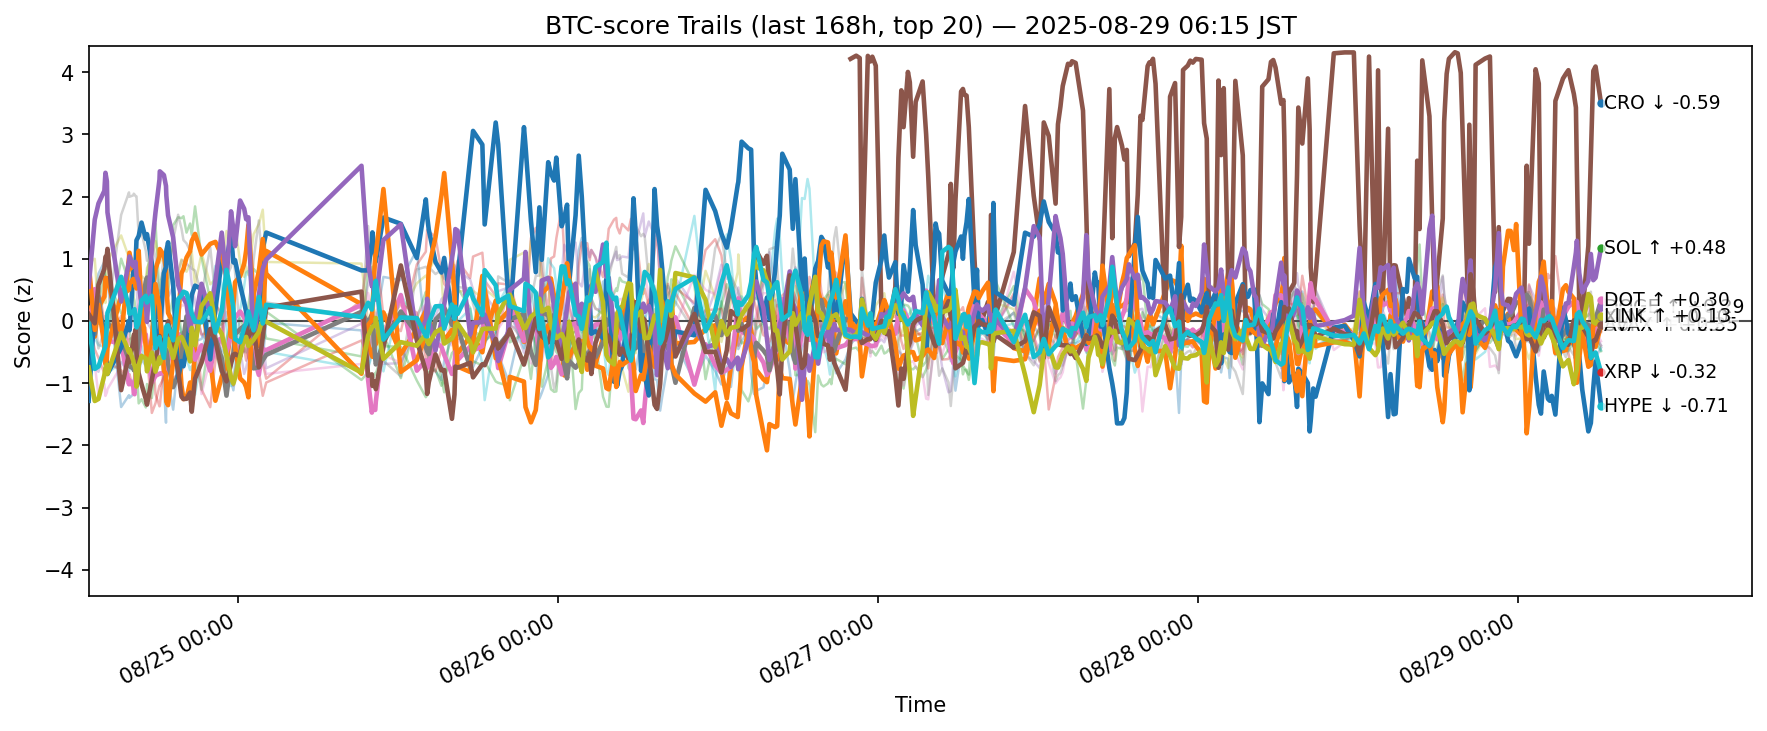 BTC-score Trails (last 168h, top 20) — 2025-08-29 06:15 JST
Score (z)
4
3
2
1
0
−1
−2
−3
−4
CRO ↓ -0.59
SOL ↑ +0.48
DOT ↑ +0.30
LINK ↑ +0.13
XRP ↓ -0.32
HYPE ↓ -0.71
08/25 00:00
08/26 00:00
08/27 00:00
08/28 00:00
08/29 00:00
Time